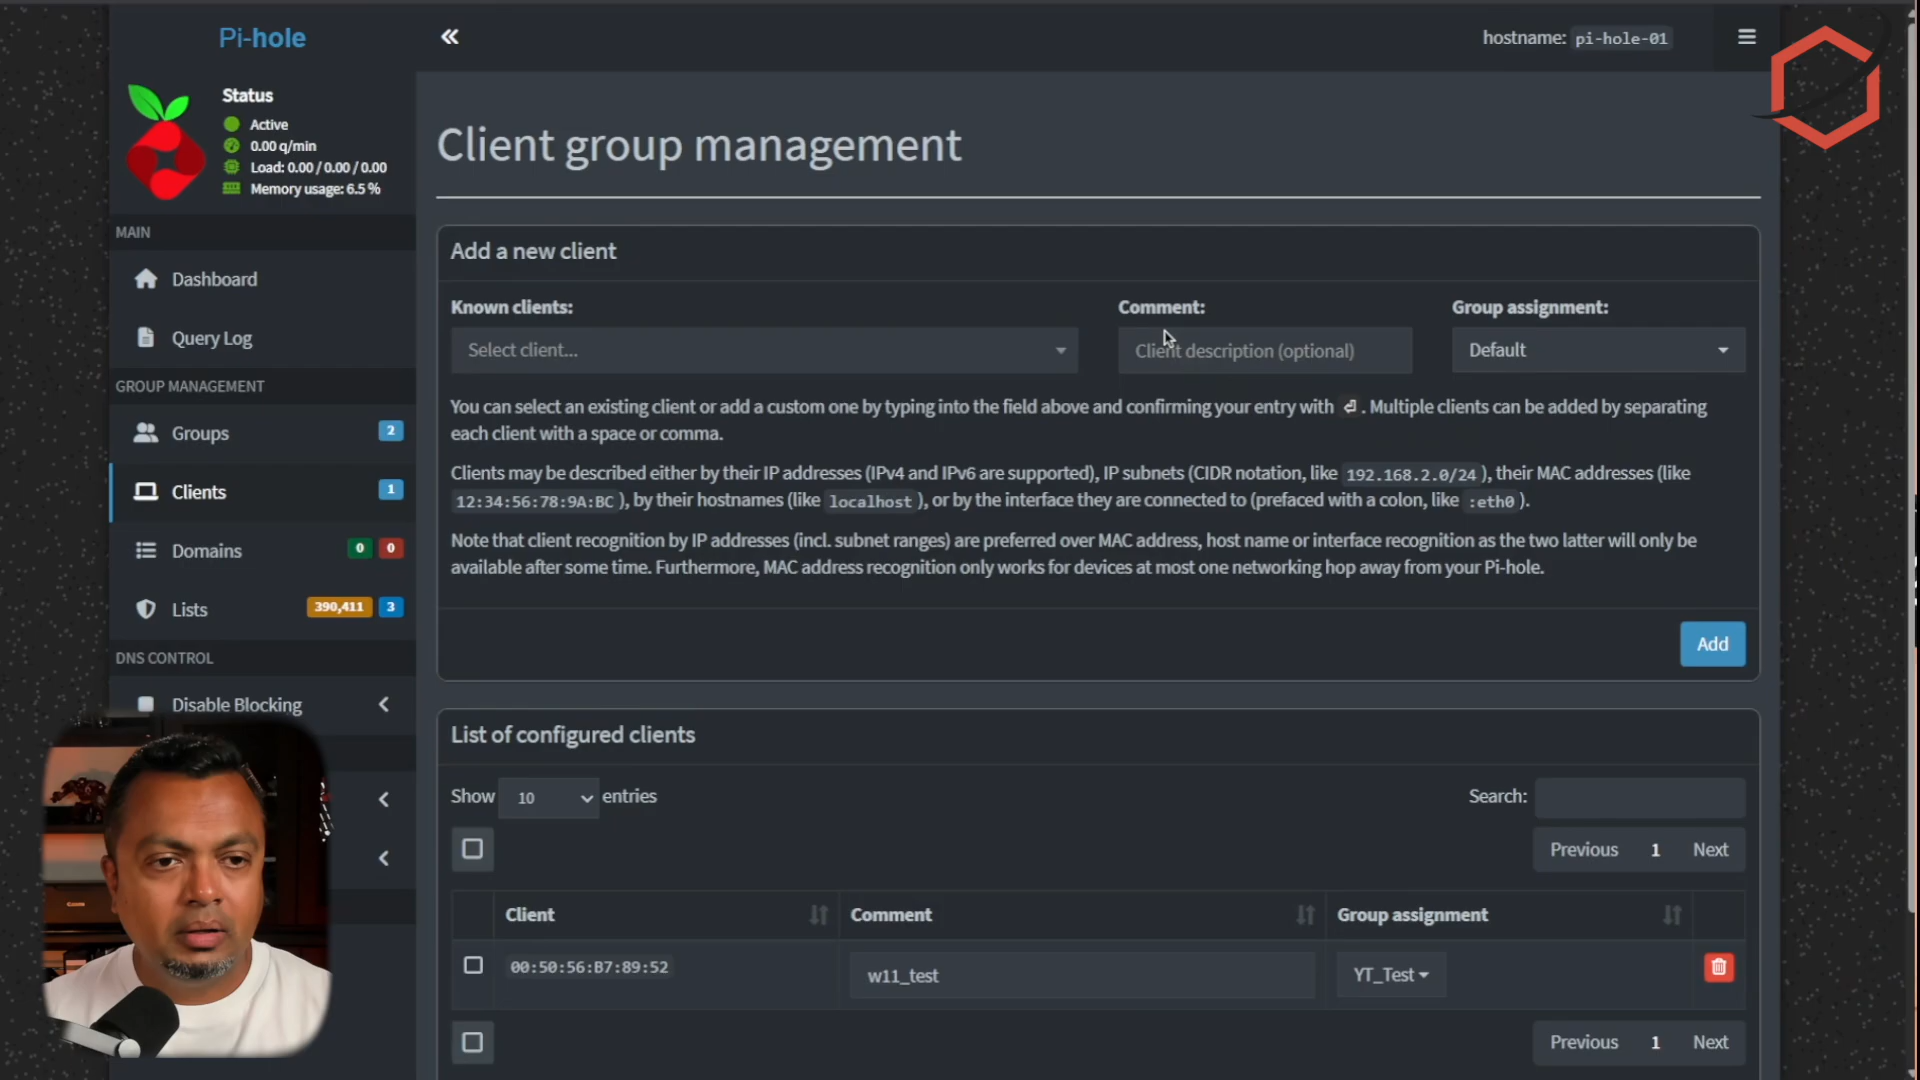 Pi-hole
hostname: pi-hole-01
Status
Active
0.00 q/min
Load: 0.00 / 0.00 / 0.00
Memory usage: 6.5 %
MAIN
Dashboard
Query Log
GROUP MANAGEMENT
Groups 2
Clients 1
Domains 0 0
Lists 390,411 3
DNS CONTROL
Disable Blocking
Client group management
Add a new client
Known clients: Comment: Group assignment:
Select client... Client description (optional) Default
You can select an existing client or add a custom one by typing into the field above and confirming your entry with ⏎. Multiple clients can be added by separating
each client with a space or comma.
Clients may be described either by their IP addresses (IPv4 and IPv6 are supported), IP subnets (CIDR notation, like 192.168.2.0/24), their MAC addresses (like
12:34:56:78:9A:BC), by their hostnames (like localhost), or by the interface they are connected to (prefaced with a colon, like :eth0).
Note that client recognition by IP addresses (incl. subnet ranges) are preferred over MAC address, host name or interface recognition as the two latter will only be
available after some time. Furthermore, MAC address recognition only works for devices at most one networking hop away from your Pi-hole.
Add
List of configured clients
Show 10 entries Search:
Previous 1 Next
Client Comment Group assignment
00:50:56:B7:89:52 w11_test YT_Test
Previous 1 Next